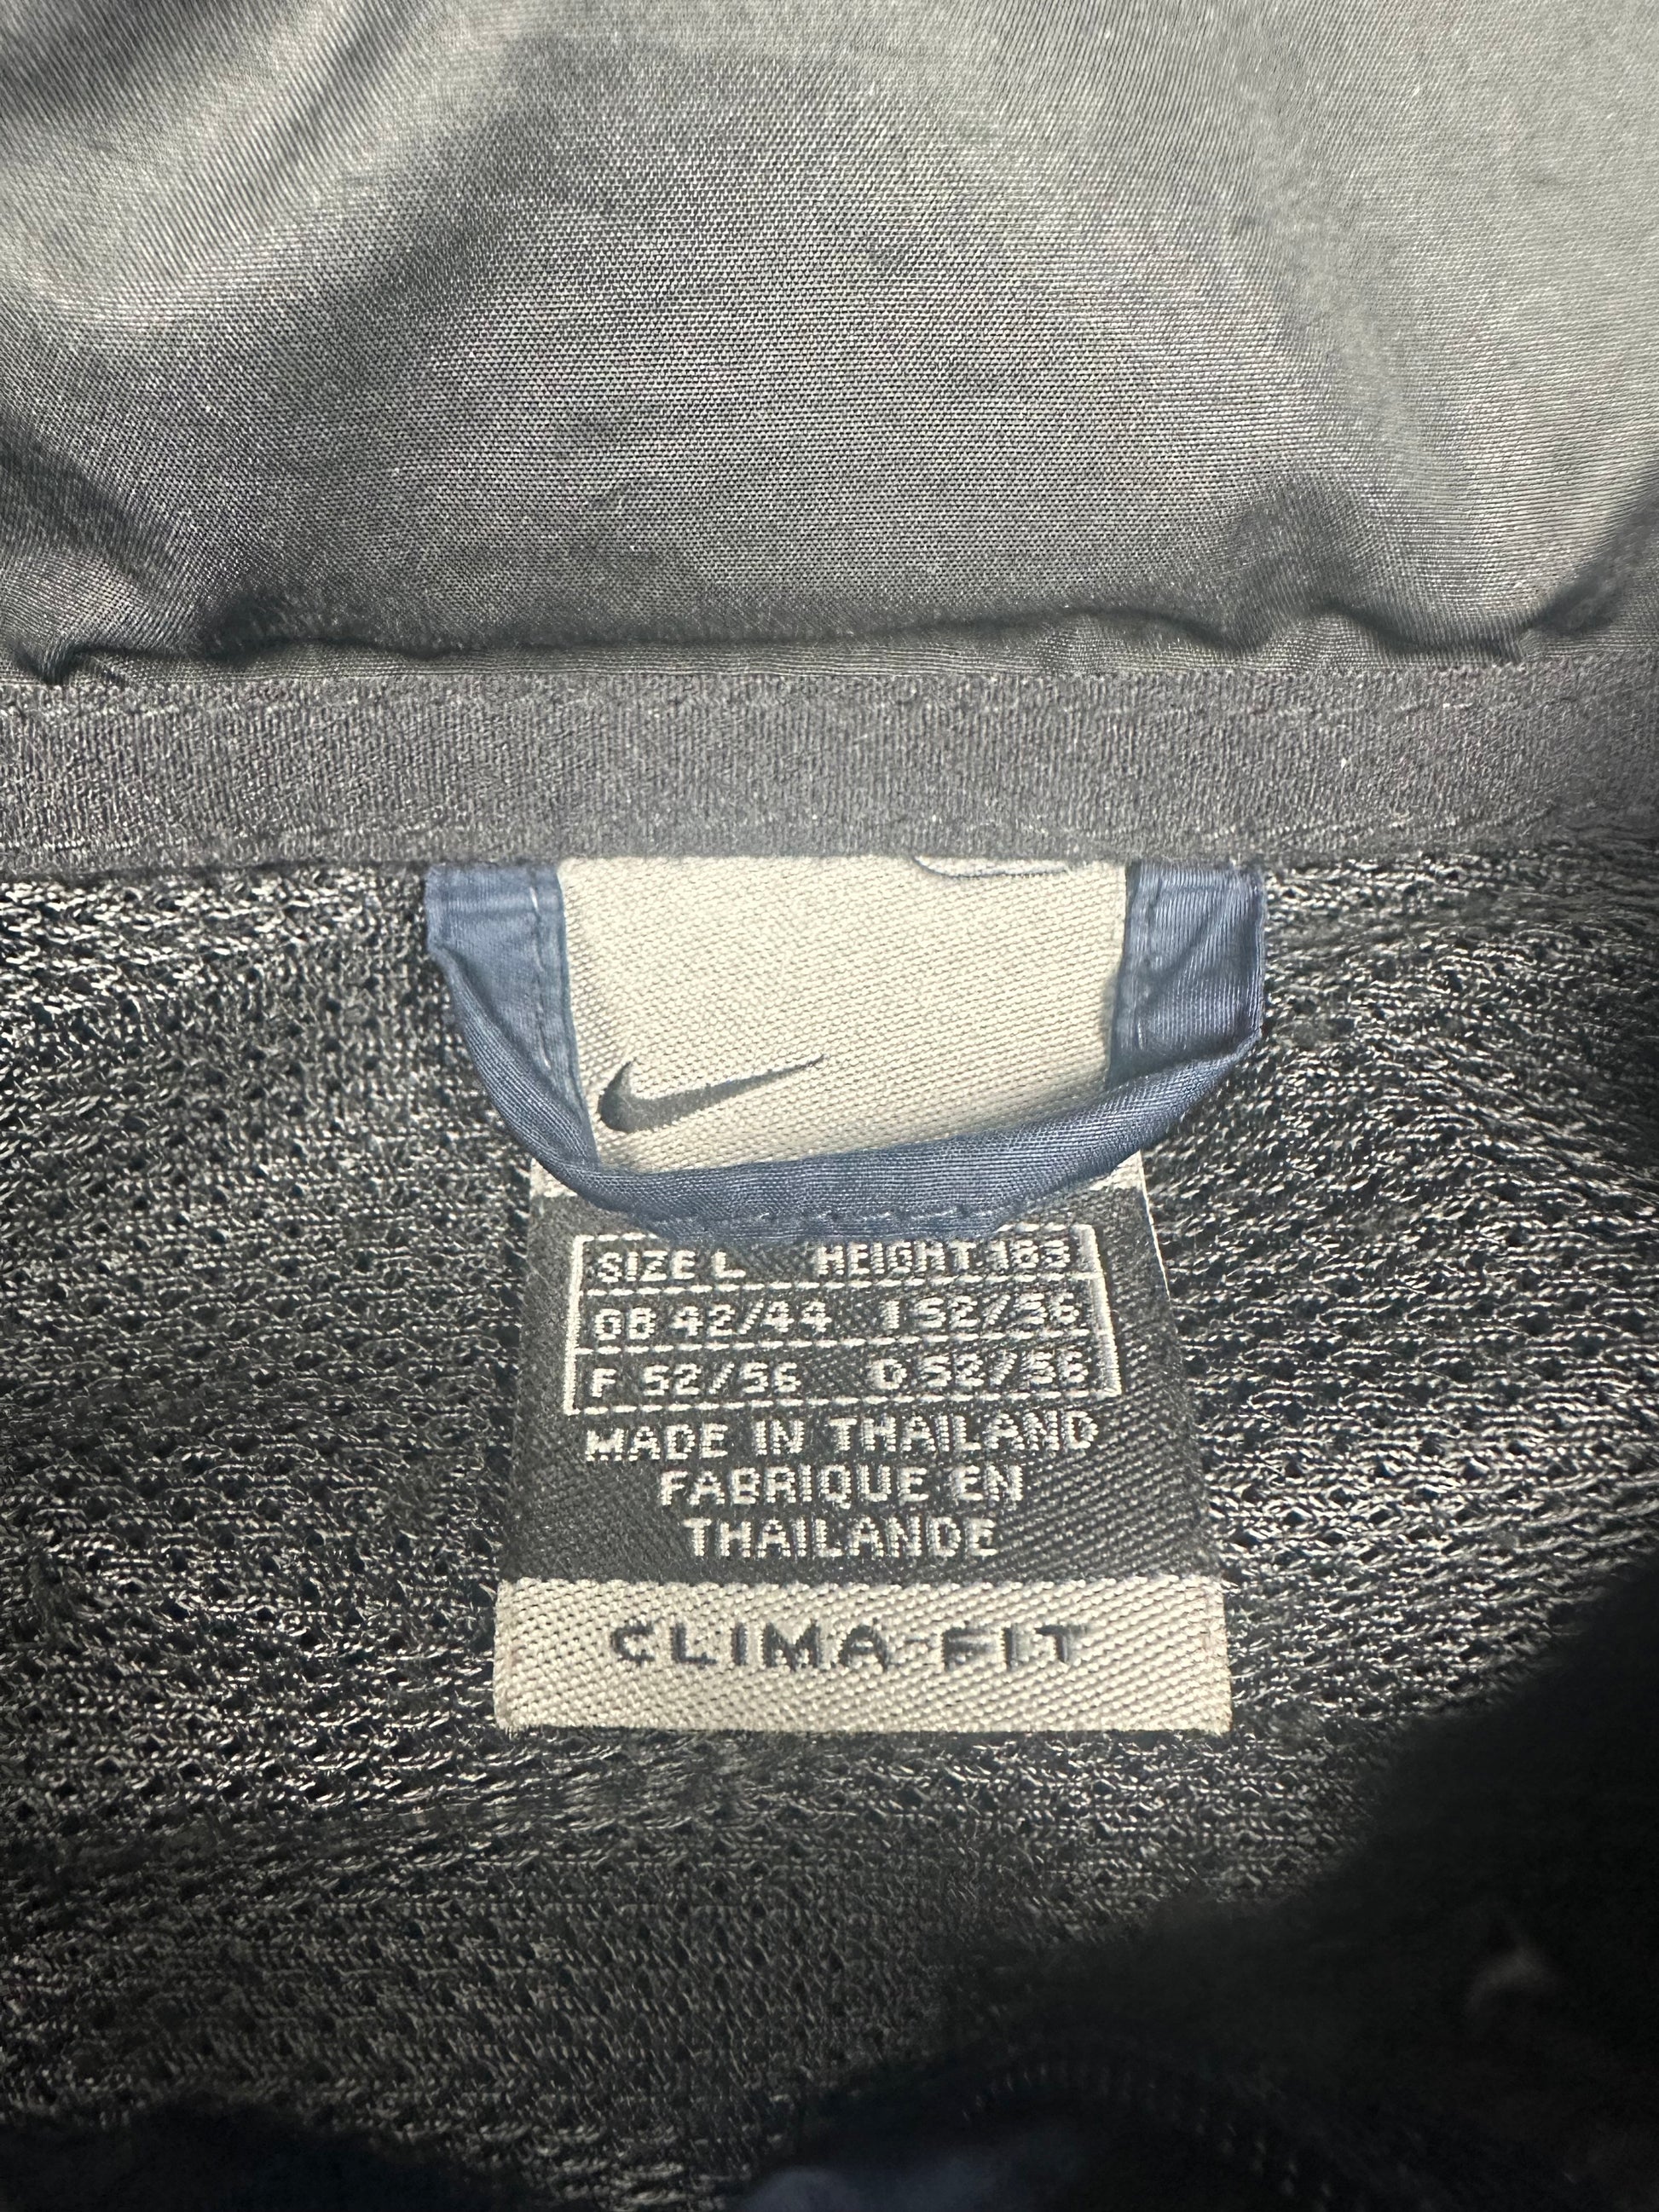 SIZE L HEIGHT.183
GB 42/44 I 52/56
F 52/56 D 52/56
MADE IN THAILAND
FABRIQUE EN
THAILANDE
CLIMA-FIT